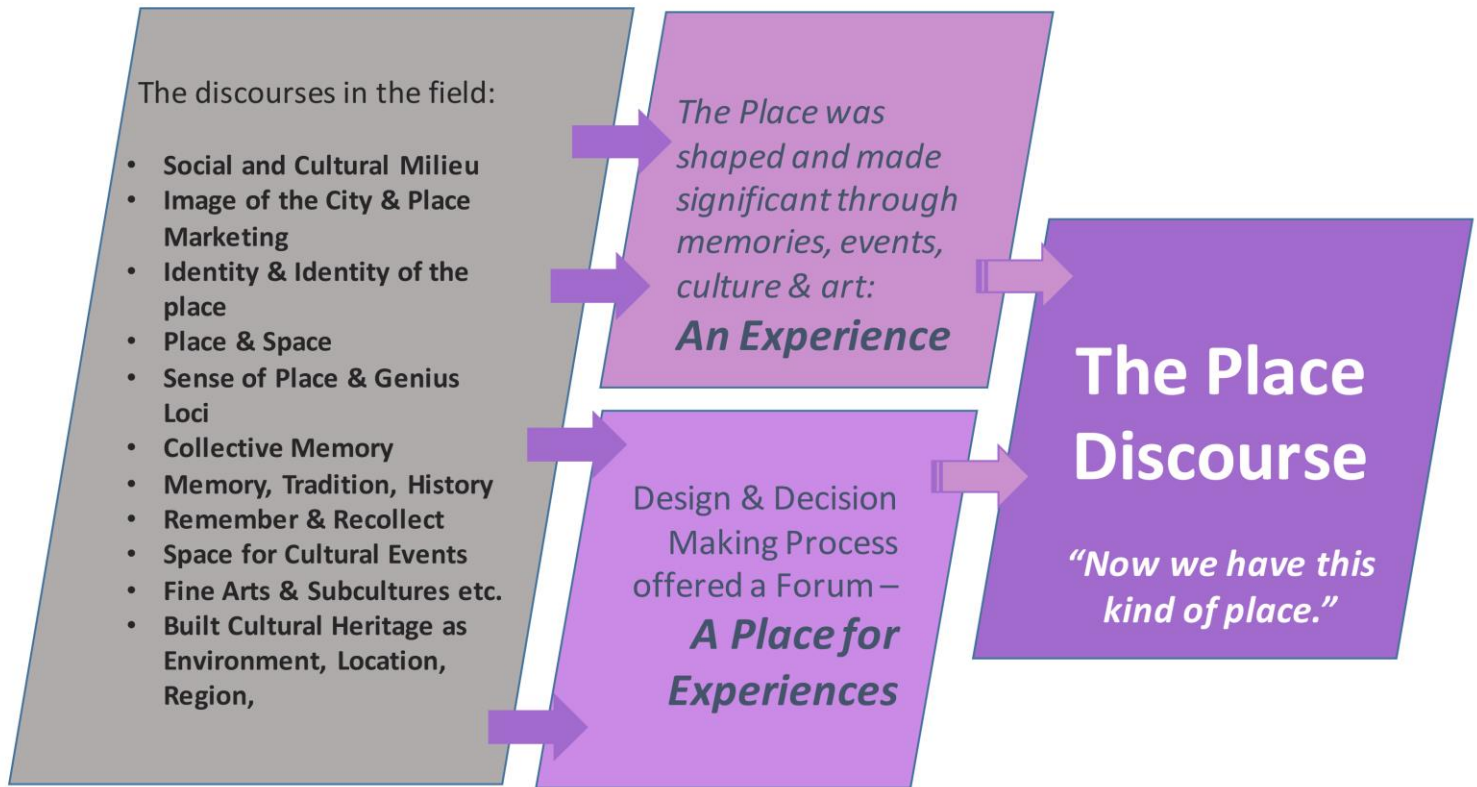 The discourses in the field:
• Social and Cultural Milieu
• Image of the City & Place
Marketing
• Identity & Identity of the
place
• Place & Space
• Sense of Place & Genius
Loci
• Collective Memory
• Memory, Tradition, History
• Remember & Recollect
• Space for Cultural Events
• Fine Arts & Subcultures etc.
• Built Cultural Heritage as
Environment, Location,
Region,
The Place was
shaped and made
significant through
memories, events,
culture & art:
An Experience
Design & Decision
Making Process
offered a Forum –
A Place for
Experiences
The Place
Discourse
“Now we have this
kind of place.”